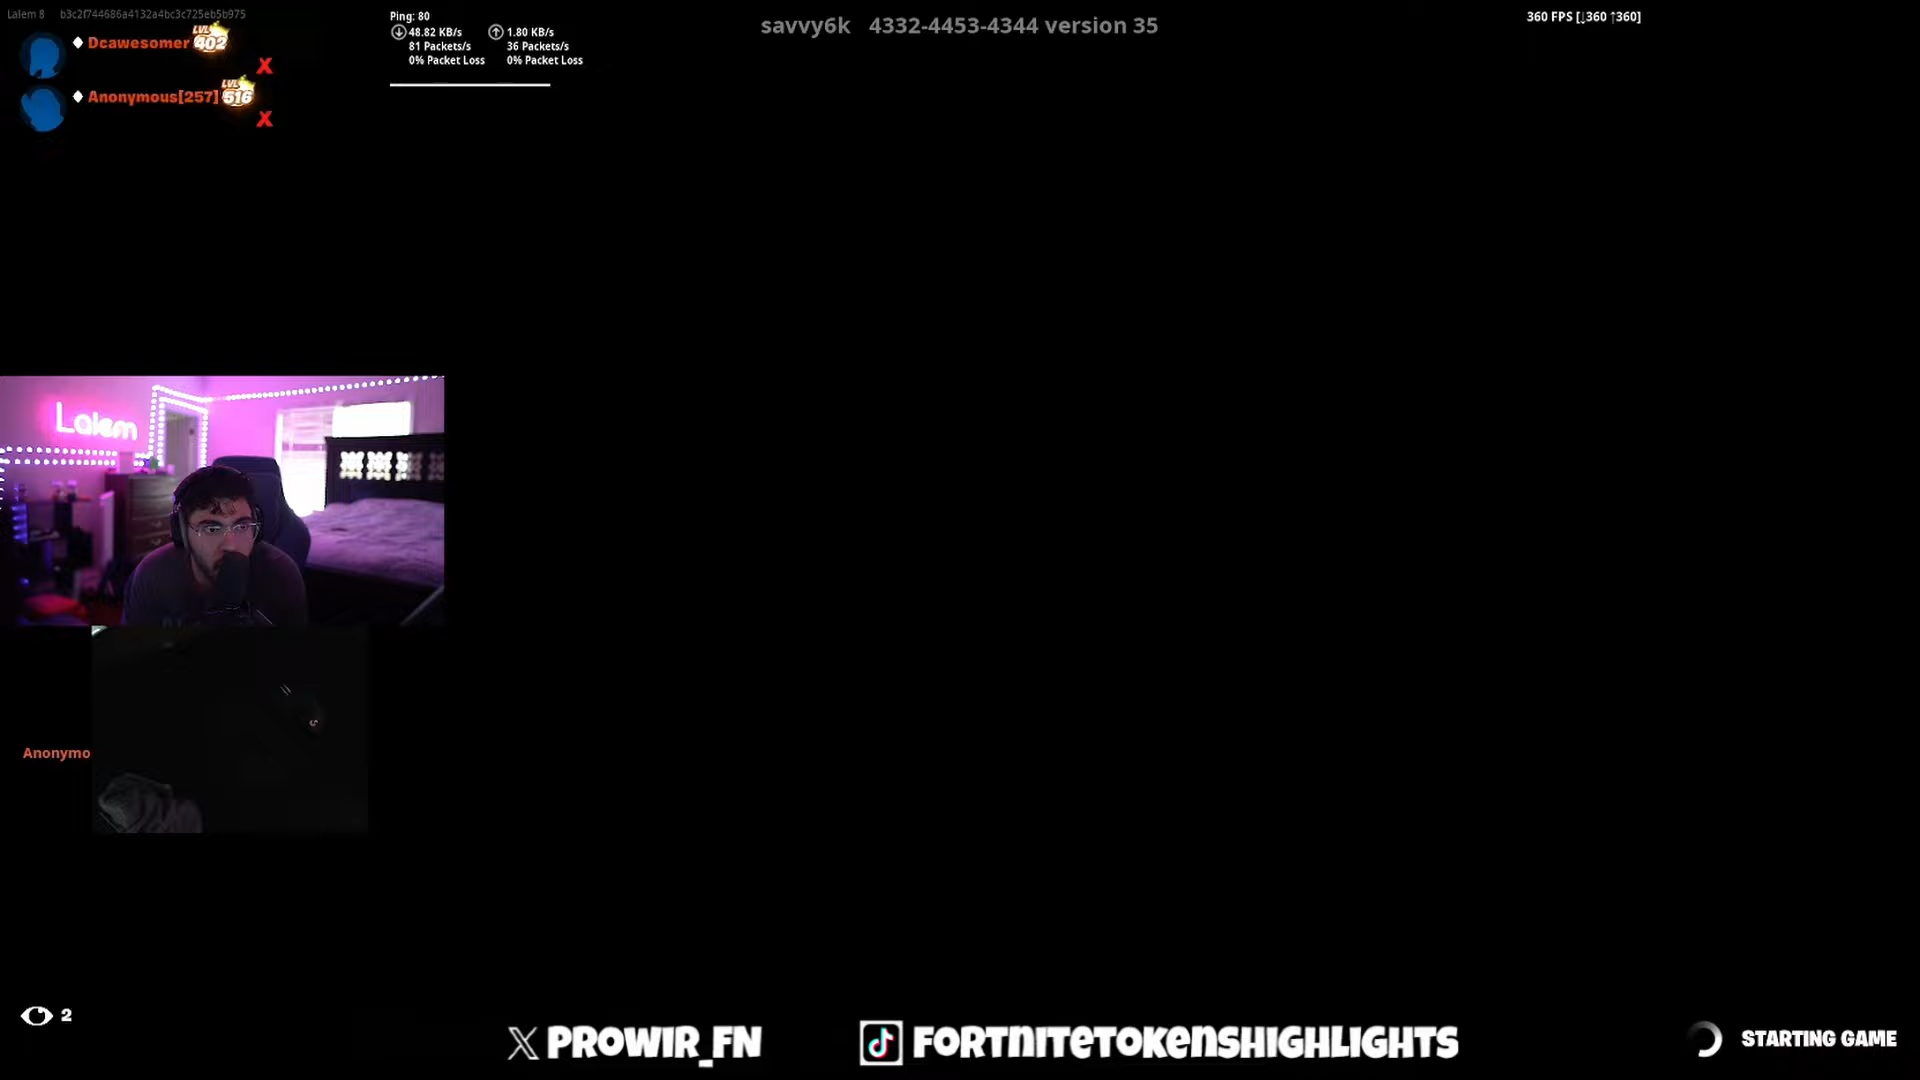 Lalem 8 b3c2f744686a4132a4bc3c725eb5b975
Dcawesomer LVL 402
X
Anonymous[257] LVL 516
X
Ping: 80
48.82 KB/s 1.80 KB/s
81 Packets/s 36 Packets/s
0% Packet Loss 0% Packet Loss
savvy6k 4332-4453-4344 version 35
360 FPS [↓360 ↑360]
Lalem
Anonymo
2
X PROWIR_FN
FORTNITETOKENSHIGHLIGHTS
STARTING GAME